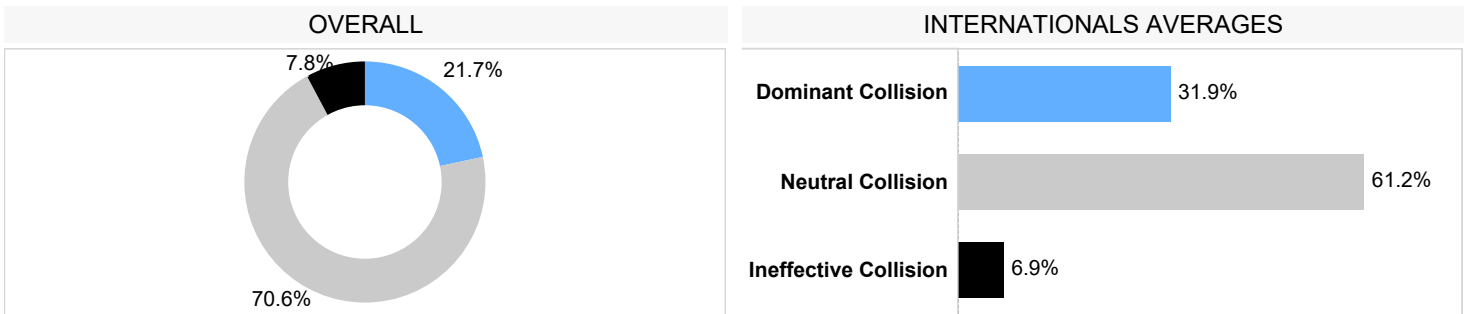 OVERALL
7.8%
21.7%
70.6%
INTERNATIONALS AVERAGES
Dominant Collision 31.9%
Neutral Collision 61.2%
Ineffective Collision 6.9%